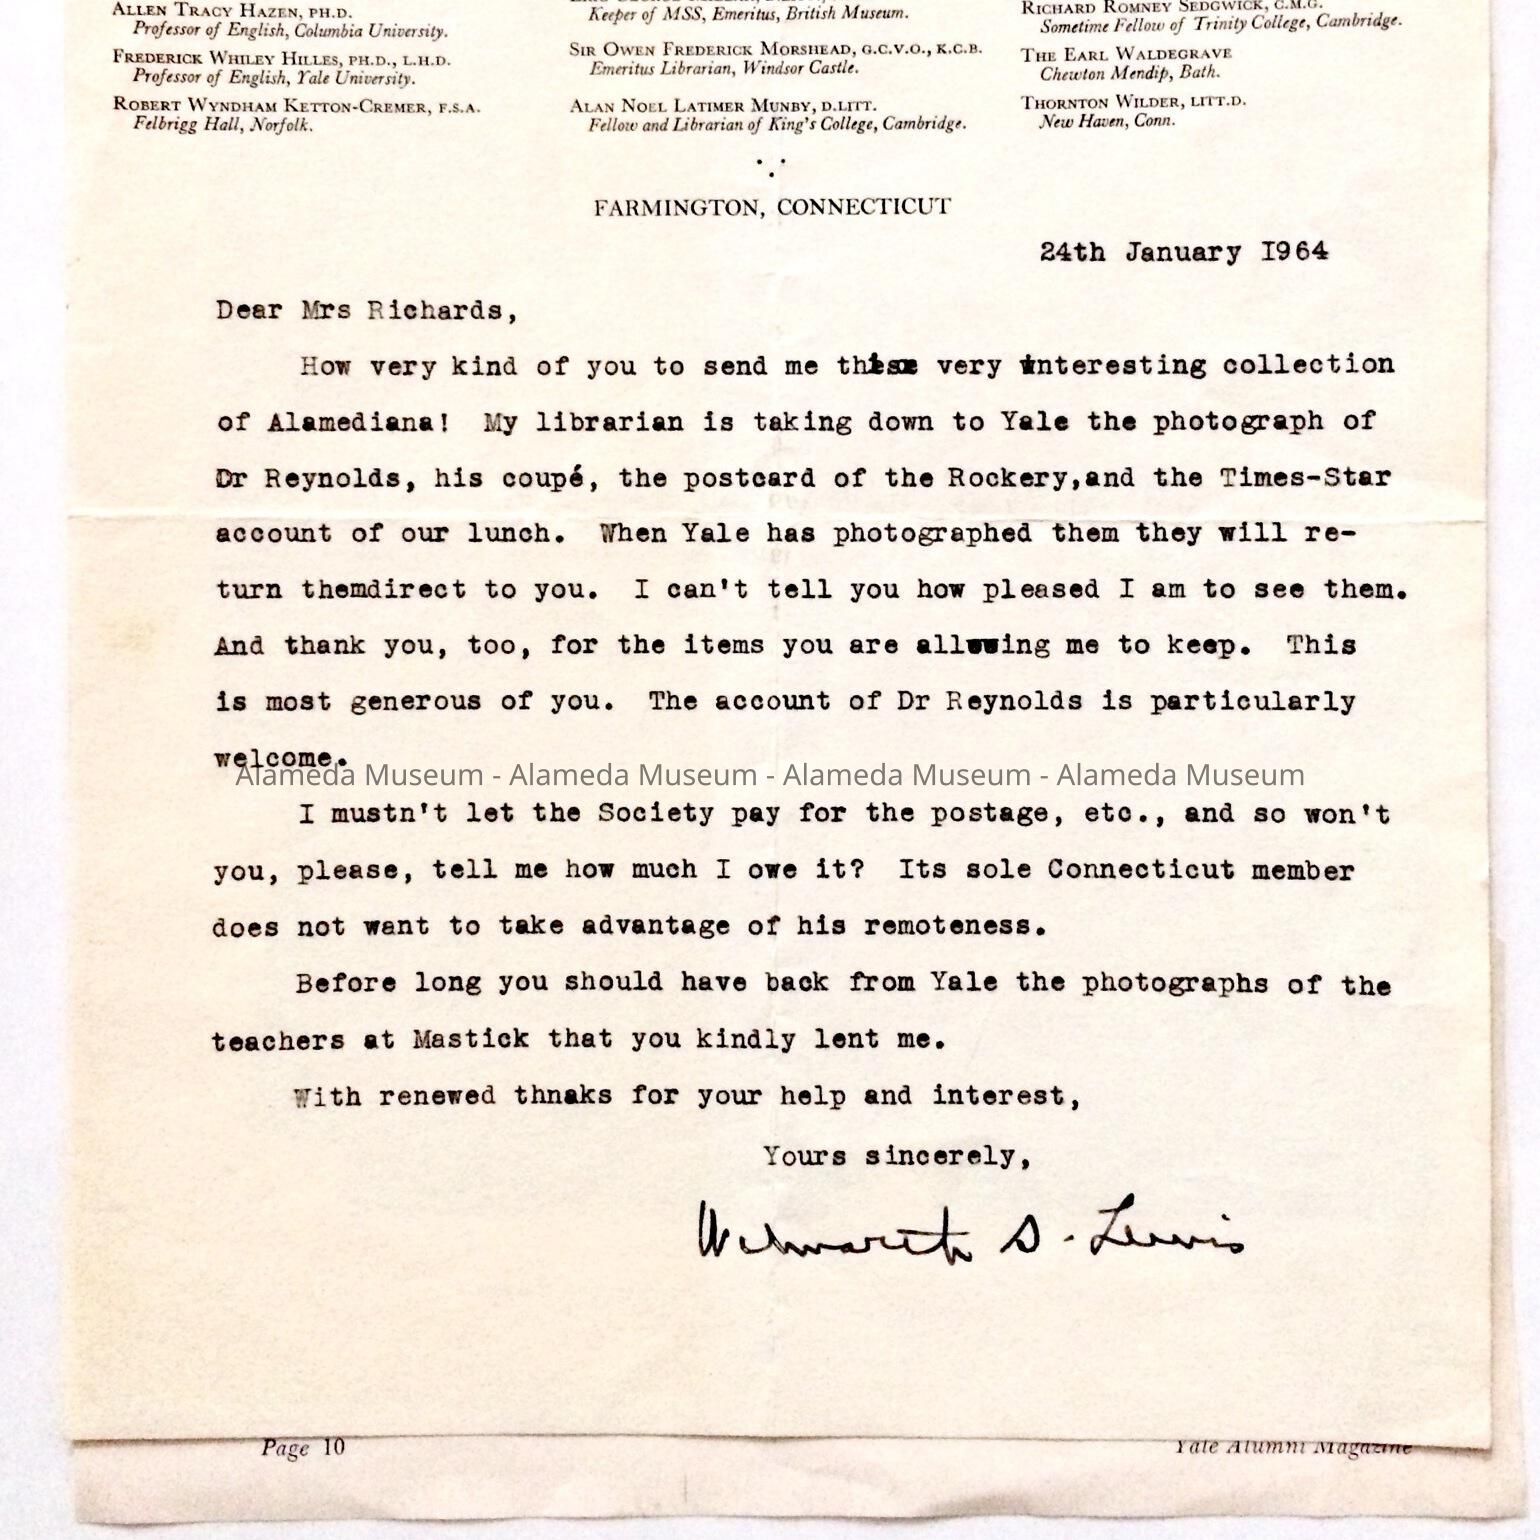 ALLEN TRACY HAZEN, PH.D.
Professor of English, Columbia University.
FREDERICK WHILEY HILLES, PH.D., L.H.D.
Professor of English, Yale University.
ROBERT WYNDHAM KETTON-CREMER, F.S.A.
Felbrigg Hall, Norfolk.
Keeper of MSS, Emeritus, British Museum.
SIR OWEN FREDERICK MORSHEAD, G.C.V.O., K.C.B.
Emeritus Librarian, Windsor Castle.
ALAN NOEL LATIMER MUNBY, D.LITT.
Fellow and Librarian of King's College, Cambridge.
RICHARD ROMNEY SEDGWICK, C.M.G.
Sometime Fellow of Trinity College, Cambridge.
THE EARL WALDEGRAVE
Chewton Mendip, Bath.
THORNTON WILDER, LITT.D.
New Haven, Conn.
FARMINGTON, CONNECTICUT
24th January 1964
Dear Mrs Richards,
How very kind of you to send me this very interesting collection
of Alamediana! My librarian is taking down to Yale the photograph of
Dr Reynolds, his coupé, the postcard of the Rockery,and the Times-Star
account of our lunch. When Yale has photographed them they will re-
turn themdirect to you. I can't tell you how pleased I am to see them.
And thank you, too, for the items you are allowing me to keep. This
is most generous of you. The account of Dr Reynolds is particularly
welcome.
Alameda Museum - Alameda Museum - Alameda Museum - Alameda Museum
I mustn't let the Society pay for the postage, etc., and so won't
you, please, tell me how much I owe it? Its sole Connecticut member
does not want to take advantage of his remoteness.
Before long you should have back from Yale the photographs of the
teachers at Mastick that you kindly lent me.
With renewed thnaks for your help and interest,
Yours sincerely,
Wilmarth S. Lewis
Page 10
Yale Alumni Magazine